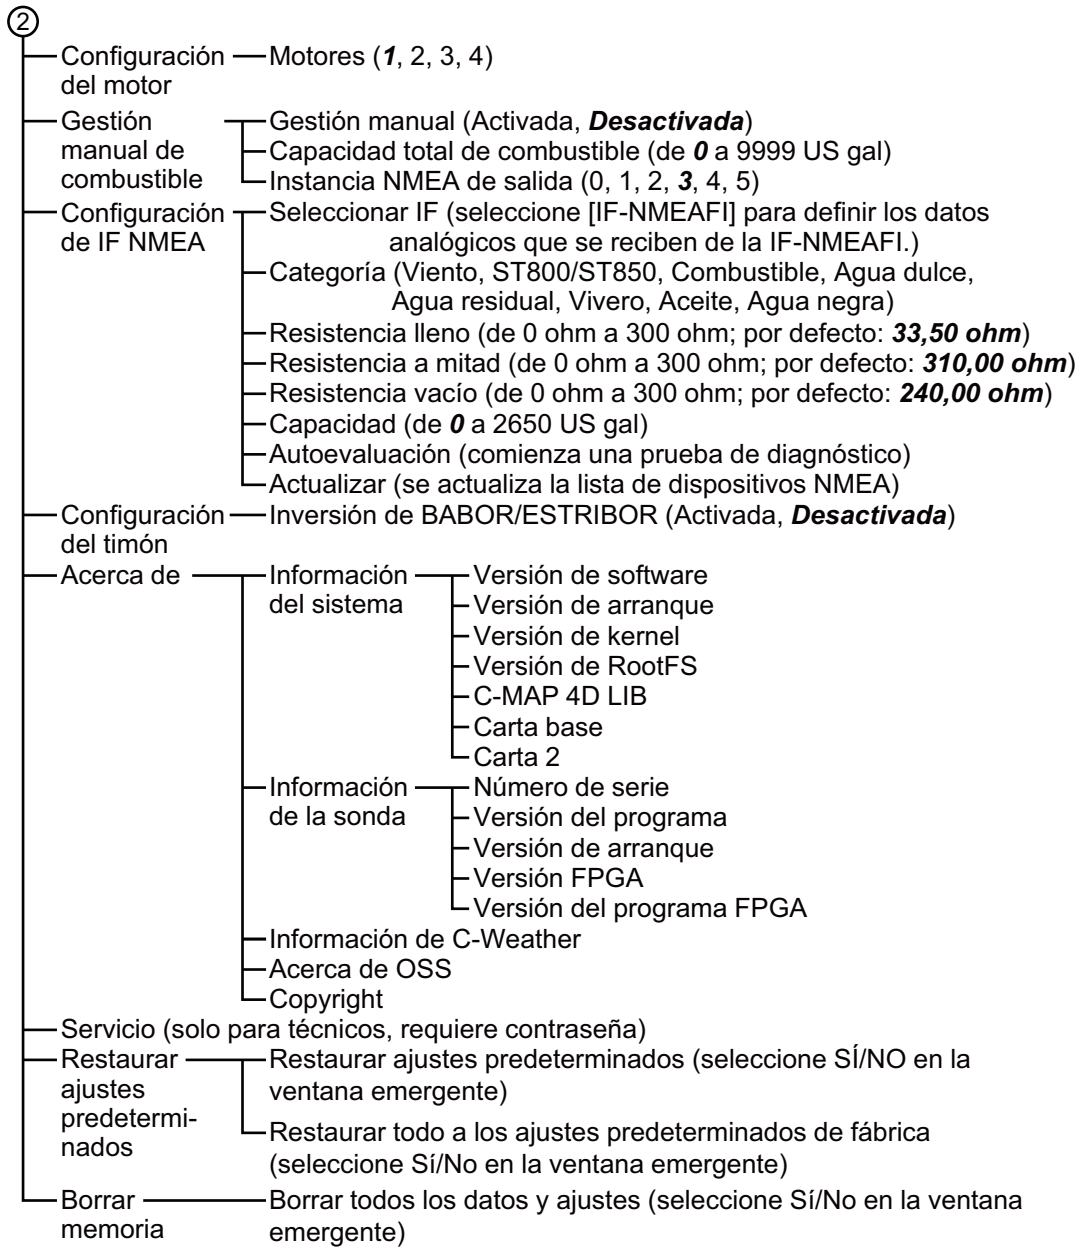 2
Configuración
del motor
Motores (1, 2, 3, 4)
Gestión
manual de
combustible
Gestión manual (Activada, Desactivada)
Capacidad total de combustible (de 0 a 9999 US gal)
Instancia NMEA de salida (0, 1, 2, 3, 4, 5)
Configuración
de IF NMEA
Seleccionar IF (seleccione [IF-NMEAFI] para definir los datos
analógicos que se reciben de la IF-NMEAFI.)
Categoría (Viento, ST800/ST850, Combustible, Agua dulce,
Agua residual, Vivero, Aceite, Agua negra)
Resistencia lleno (de 0 ohm a 300 ohm; por defecto: 33,50 ohm)
Resistencia a mitad (de 0 ohm a 300 ohm; por defecto: 310,00 ohm)
Resistencia vacío (de 0 ohm a 300 ohm; por defecto: 240,00 ohm)
Capacidad (de 0 a 2650 US gal)
Autoevaluación (comienza una prueba de diagnóstico)
Actualizar (se actualiza la lista de dispositivos NMEA)
Configuración
del timón
Inversión de BABOR/ESTRIBOR (Activada, Desactivada)
Acerca de
Información
del sistema
Versión de software
Versión de arranque
Versión de kernel
Versión de RootFS
C-MAP 4D LIB
Carta base
Carta 2
Información
de la sonda
Número de serie
Versión del programa
Versión de arranque
Versión FPGA
Versión del programa FPGA
Información de C-Weather
Acerca de OSS
Copyright
Servicio (solo para técnicos, requiere contraseña)
Restaurar
ajustes
predetermi-
nados
Restaurar ajustes predeterminados (seleccione SÍ/NO en la
ventana emergente)
Restaurar todo a los ajustes predeterminados de fábrica
(seleccione Sí/No en la ventana emergente)
Borrar
memoria
Borrar todos los datos y ajustes (seleccione Sí/No en la ventana
emergente)